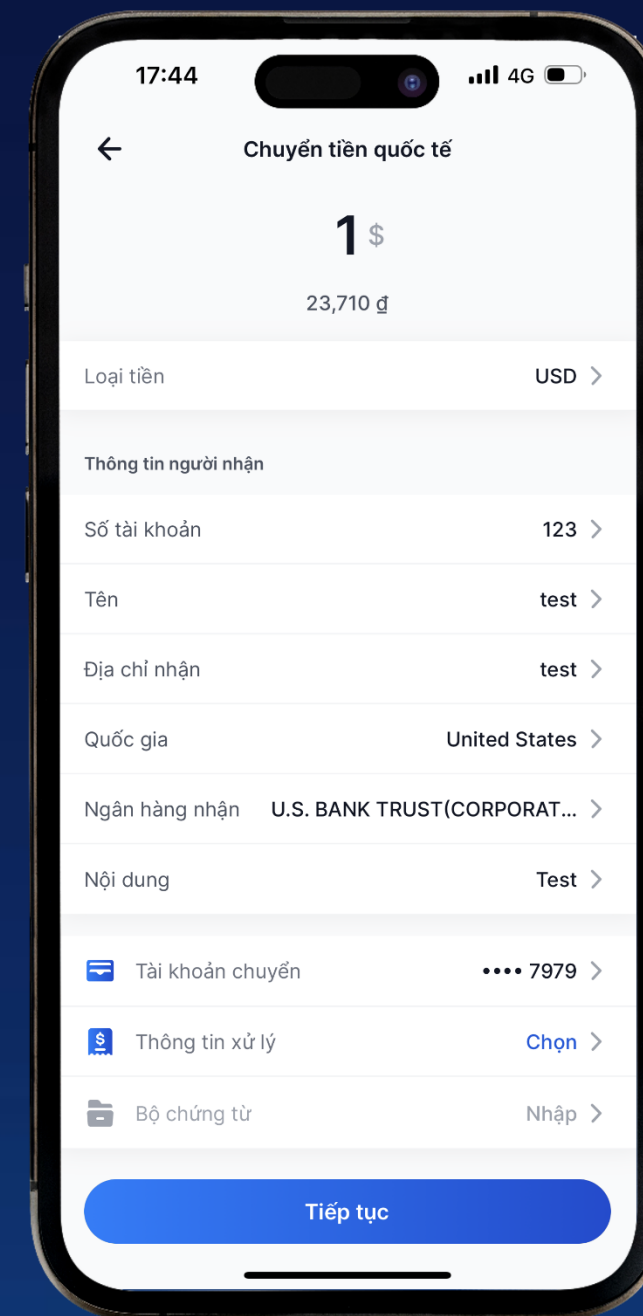 17:44 4G
Chuyển tiền quốc tế
1 $
23,710 ₫
Loại tiền USD
Thông tin người nhận
Số tài khoản 123
Tên test
Địa chỉ nhận test
Quốc gia United States
Ngân hàng nhận U.S. BANK TRUST(CORPORAT...
Nội dung Test
Tài khoản chuyển •••• 7979
Thông tin xử lý Chọn
Bộ chứng từ Nhập
Tiếp tục